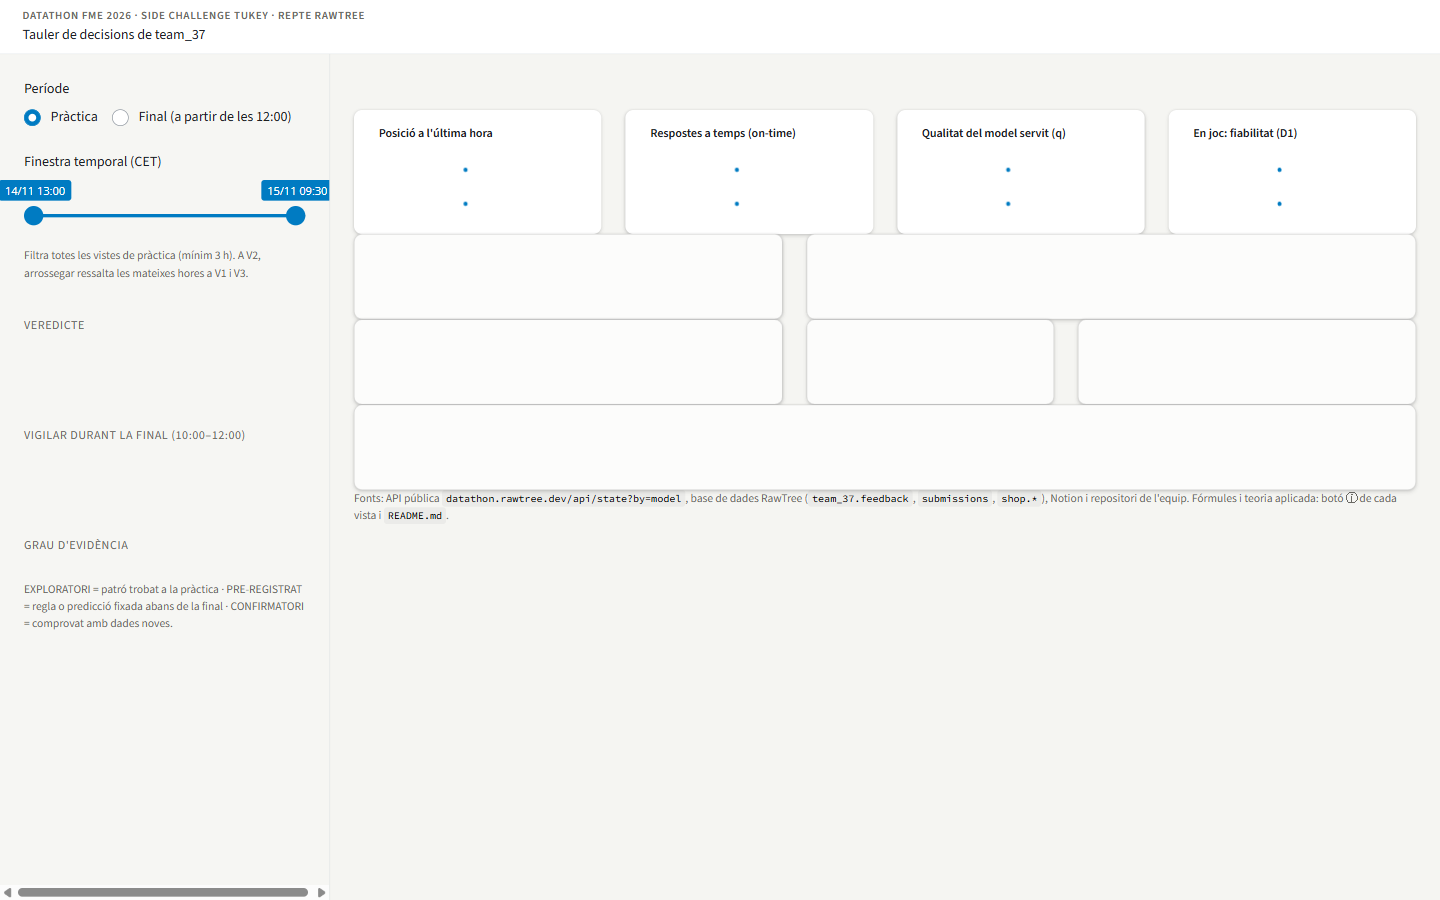 DATATHON FME 2026 · SIDE CHALLENGE TUKEY · REPTE RAWTREE
Tauler de decisions de team_37
Període
Pràctica
Final (a partir de les 12:00)
Finestra temporal (CET)
14/11 13:00
15/11 09:30
Filtra totes les vistes de pràctica (mínim 3 h). A V2,
arrossegar ressalta les mateixes hores a V1 i V3.
VEREDICTE
VIGILAR DURANT LA FINAL (10:00–12:00)
GRAU D'EVIDÈNCIA
EXPLORATORI = patró trobat a la pràctica · PRE-REGISTRAT
= regla o predicció fixada abans de la final · CONFIRMATORI
= comprovat amb dades noves.
Posició a l'última hora
Respostes a temps (on-time)
Qualitat del model servit (q)
En joc: fiabilitat (D1)
Fonts: API pública datathon.rawtree.dev/api/state?by=model , base de dades RawTree ( team_37.feedback , submissions , shop.* ), Notion i repositori de l'equip. Fórmules i teoria aplicada: botó ⓘ de cada
vista i README.md .